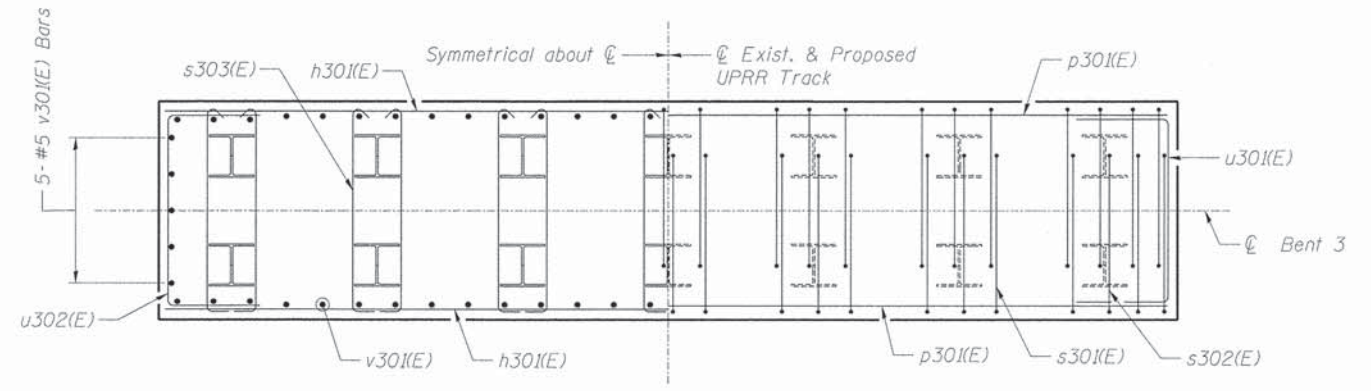 5- #5 v301(E) Bars
Symmetrical about ℄
℄ Exist. & Proposed
UPRR Track
s303(E)
h301(E)
p301(E)
u301(E)
℄ Bent 3
u302(E)
v301(E)
h301(E)
p301(E)
s301(E)
s302(E)